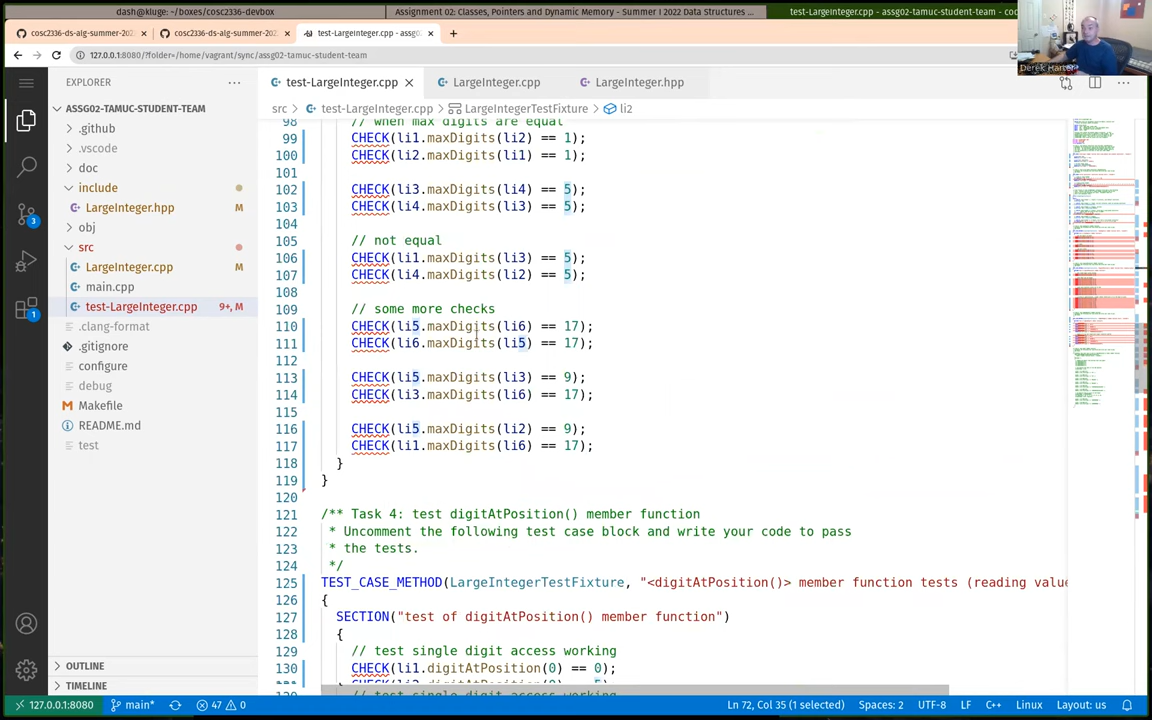 dash@kluge: ~/boxes/cosc2336-devbox
Assignment 02: Classes, Pointers and Dynamic Memory - Summer I 2022 Data Structures ...
test-LargeInteger.cpp - assg02-tamuc-student-team - co
cosc2336-ds-alg-summer-202
cosc2336-ds-alg-summer-202
test-LargeInteger.cpp - assg
127.0.0.1:8080/?folder=/home/vagrant/sync/assg02-tamuc-student-team
Derek Harter
EXPLORER
test-LargeInteger.cpp
LargeInteger.cpp
LargeInteger.hpp
ASSG02-TAMUC-STUDENT-TEAM
src > test-LargeInteger.cpp > LargeIntegerTestFixture > li2
.github
.vscode
doc
include
LargeInteger.hpp M
obj
src
LargeInteger.cpp M
main.cpp
test-LargeInteger.cpp 9+, M
.clang-format
.gitignore
configure
debug
Makefile
README.md
test
OUTLINE
TIMELINE
3
1
98 // when max digits are equal
99 CHECK(li1.maxDigits(li2) == 1);
100 CHECK(li2.maxDigits(li1) == 1);
101
102 CHECK(li3.maxDigits(li4) == 5);
103 CHECK(li4.maxDigits(li3) == 5);
104
105 // not equal
106 CHECK(li1.maxDigits(li3) == 5);
107 CHECK(li4.maxDigits(li2) == 5);
108
109 // some more checks
110 CHECK(li5.maxDigits(li6) == 17);
111 CHECK(li6.maxDigits(li5) == 17);
112
113 CHECK(li5.maxDigits(li3) == 9);
114 CHECK(li3.maxDigits(li6) == 17);
115
116 CHECK(li5.maxDigits(li2) == 9);
117 CHECK(li1.maxDigits(li6) == 17);
118 }
119 }
120
121 /** Task 4: test digitAtPosition() member function
122 * Uncomment the following test case block and write your code to pass
123 * the tests.
124 */
125 TEST_CASE_METHOD(LargeIntegerTestFixture, "<digitAtPosition()> member function tests (reading value
126 {
127 SECTION("test of digitAtPosition() member function")
128 {
129 // test single digit access working
130 CHECK(li1.digitAtPosition(0) == 0);
127.0.0.1:8080 main* 47 0 Ln 72, Col 35 (1 selected) Spaces: 2 UTF-8 LF C++ Linux Layout: us